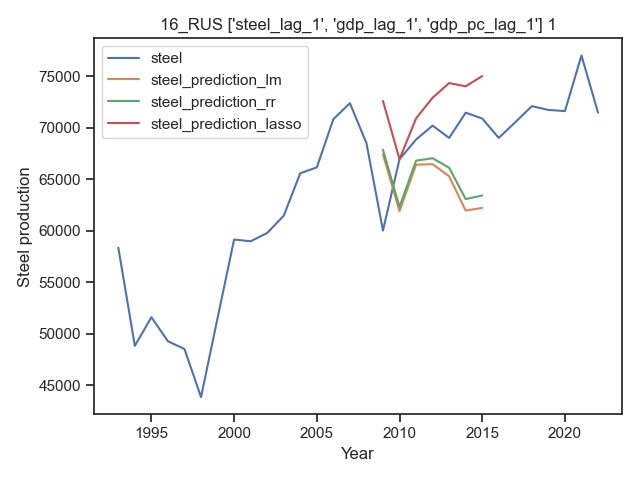 16_RUS ['steel_lag_1', 'gdp_lag_1', 'gdp_pc_lag_1'] 1
steel
steel_prediction_lm
steel_prediction_rr
steel_prediction_lasso
75000
70000
65000
60000
55000
50000
45000
Steel production
1995
2000
2005
2010
2015
2020
Year